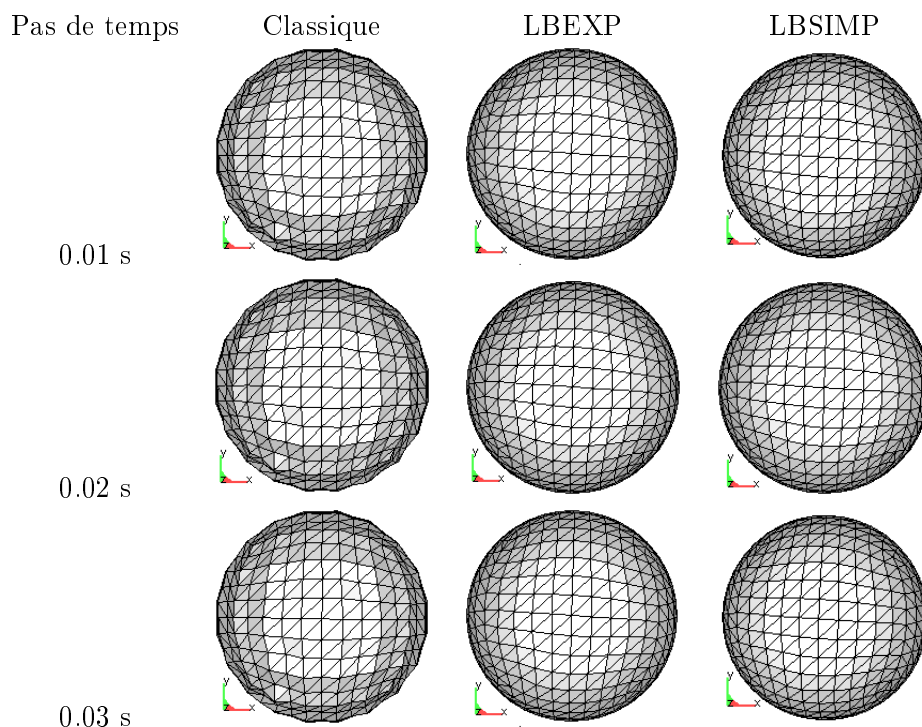 Pas de temps Classique LBEXP LBSIMP
y
z x
y
z x
y
z x
0.01 s
y
z x
y
z x
y
z x
0.02 s
y
z x
y
z x
y
z x
0.03 s